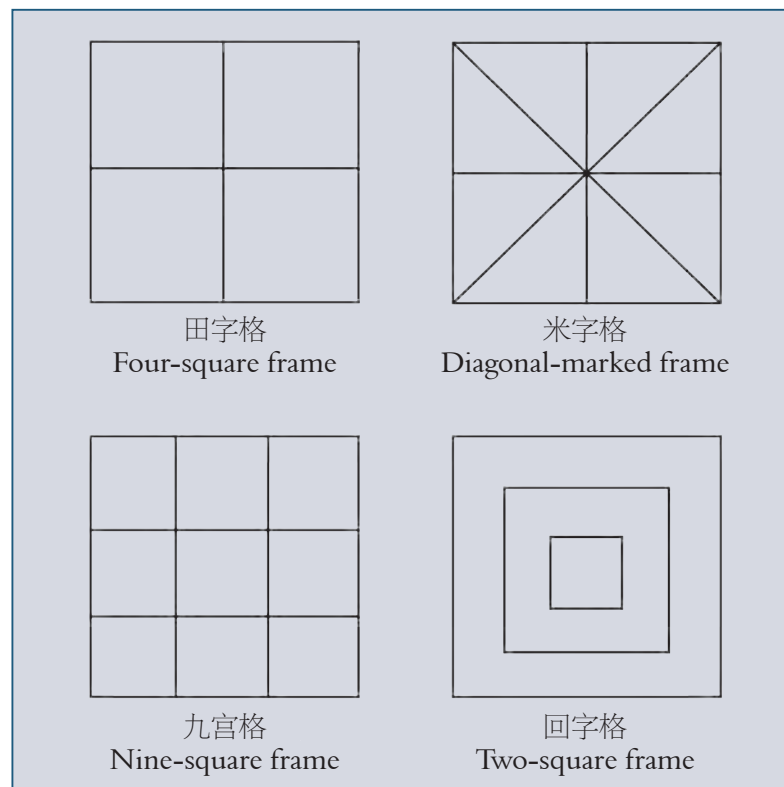 田字格
Four-square frame
米字格
Diagonal-marked frame
九宫格
Nine-square frame
回字格
Two-square frame